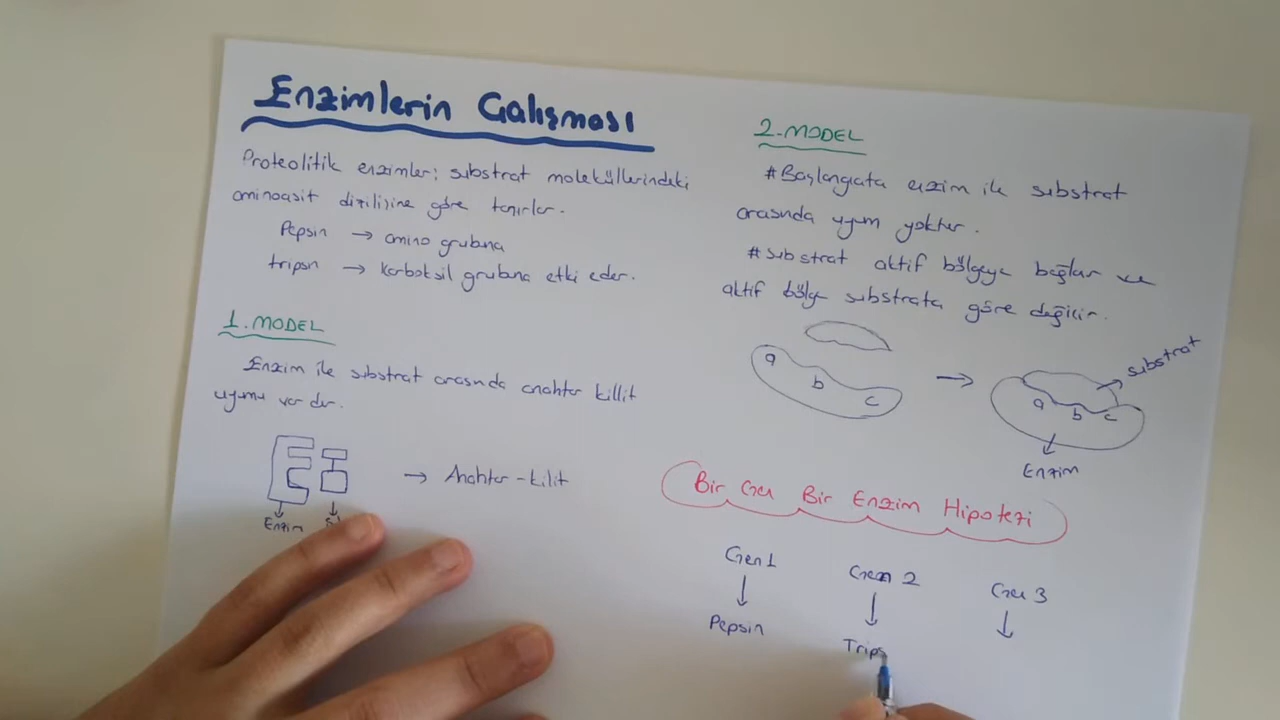 Enzimlerin Çalışması
Proteolitik enzimler; substrat moleküllerindeki
aminoasit dizilişine göre tanırlar.
Pepsin → amino grubuna
tripsin → karboksil grubuna etki eder.
1. MODEL
Enzim ile substrat arasında anahtar killit
uyumu vardır.
→ Anahtar-kilit
Enzim
2. MODEL
#Başlangıçta enzim ile substrat
arasında uyum yoktur.
#Substrat aktif bölgeye bağlar ve
aktif bölge substrata göre değişir.
a
b
c
→
substrat
a
b
c
Enzim
Bir Gen Bir Enzim Hipotezi
Gen 1
Gen 2
Gen 3
Pepsin
Trips